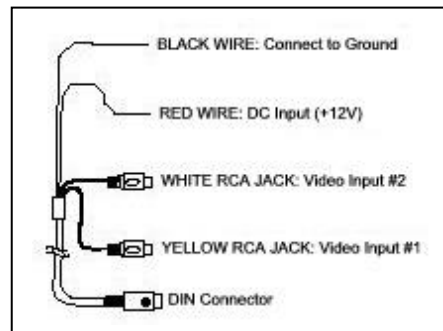 BLACK WIRE: Connect to Ground
RED WIRE: DC Input (+12V)
WHITE RCA JACK: Video Input #2
YELLOW RCA JACK: Video Input #1
DIN Connector